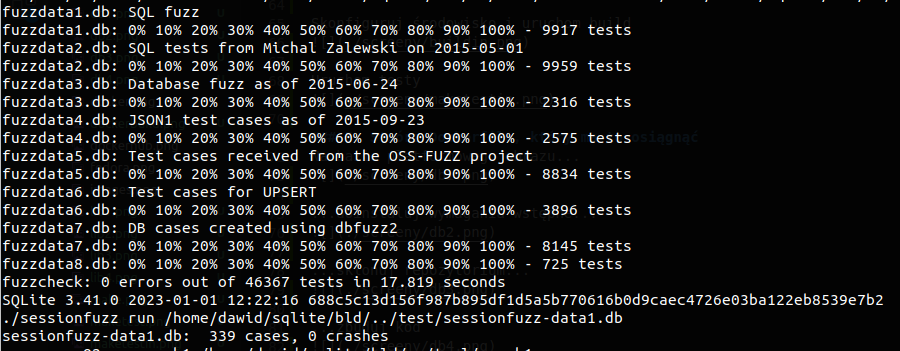 fuzzdata1.db: SQL fuzz
fuzzdata1.db: 0% 10% 20% 30% 40% 50% 60% 70% 80% 90% 100% - 9917 tests
fuzzdata2.db: SQL tests from Michal Zalewski on 2015-05-01
fuzzdata2.db: 0% 10% 20% 30% 40% 50% 60% 70% 80% 90% 100% - 9959 tests
fuzzdata3.db: Database fuzz as of 2015-06-24
fuzzdata3.db: 0% 10% 20% 30% 40% 50% 60% 70% 80% 90% 100% - 2316 tests
fuzzdata4.db: JSON1 test cases as of 2015-09-23
fuzzdata4.db: 0% 10% 20% 30% 40% 50% 60% 70% 80% 90% 100% - 2575 tests
fuzzdata5.db: Test cases received from the OSS-FUZZ project
fuzzdata5.db: 0% 10% 20% 30% 40% 50% 60% 70% 80% 90% 100% - 8834 tests
fuzzdata6.db: Test cases for UPSERT
fuzzdata6.db: 0% 10% 20% 30% 40% 50% 60% 70% 80% 90% 100% - 3896 tests
fuzzdata7.db: DB cases created using dbfuzz2
fuzzdata7.db: 0% 10% 20% 30% 40% 50% 60% 70% 80% 90% 100% - 8145 tests
fuzzdata8.db: 0% 10% 20% 30% 40% 50% 60% 70% 80% 90% 100% - 725 tests
fuzzcheck: 0 errors out of 46367 tests in 17.819 seconds
SQLite 3.41.0 2023-01-01 12:22:16 688c5c13d156f987b895df1d5a5b770616b0d9caec4726e03ba122eb8539e7b2
./sessionfuzz run /home/dawid/sqlite/bld/../test/sessionfuzz-data1.db
sessionfuzz-data1.db:  339 cases, 0 crashes